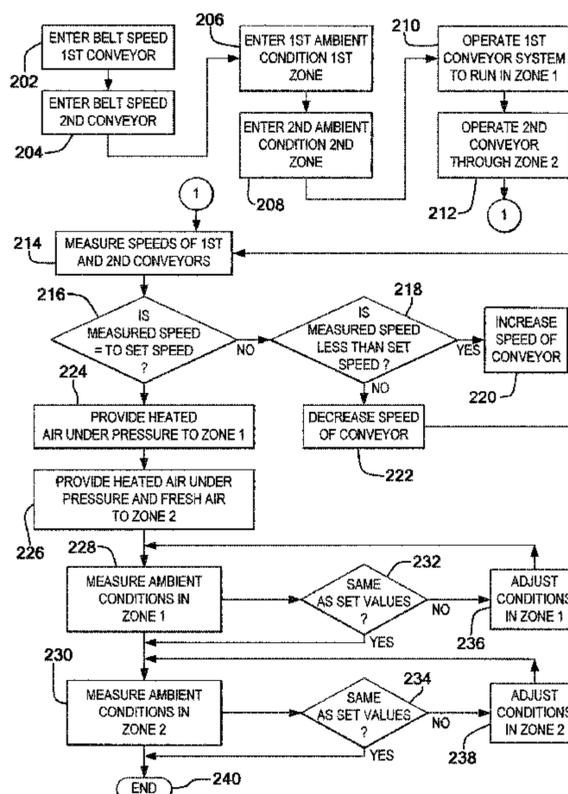 ENTER BELT SPEED
1ST CONVEYOR
202
ENTER BELT SPEED
2ND CONVEYOR
204
206
ENTER 1ST AMBIENT
CONDITION 1ST
ZONE
ENTER 2ND AMBIENT
CONDITION 2ND
ZONE
208
210
OPERATE 1ST
CONVEYOR SYSTEM
TO RUN IN ZONE 1
OPERATE 2ND
CONVEYOR
THROUGH ZONE 2
212
1
1
214
MEASURE SPEEDS OF 1ST
AND 2ND CONVEYORS
216
IS
MEASURED SPEED
= TO SET SPEED
?
NO
218
IS
MEASURED SPEED
LESS THAN SET
SPEED ?
YES
NO
INCREASE
SPEED OF
CONVEYOR
220
DECREASE SPEED
OF CONVEYOR
222
224
PROVIDE HEATED
AIR UNDER PRESSURE TO ZONE 1
PROVIDE HEATED AIR UNDER
PRESSURE AND FRESH AIR
TO ZONE 2
226
228
MEASURE AMBIENT
CONDITIONS IN
ZONE 1
232
SAME
AS SET VALUES
?
NO
YES
ADJUST
CONDITIONS
IN ZONE 1
236
230
MEASURE AMBIENT
CONDITIONS IN
ZONE 2
234
SAME
AS SET VALUES
?
NO
YES
ADJUST
CONDITIONS
IN ZONE 2
238
END
240